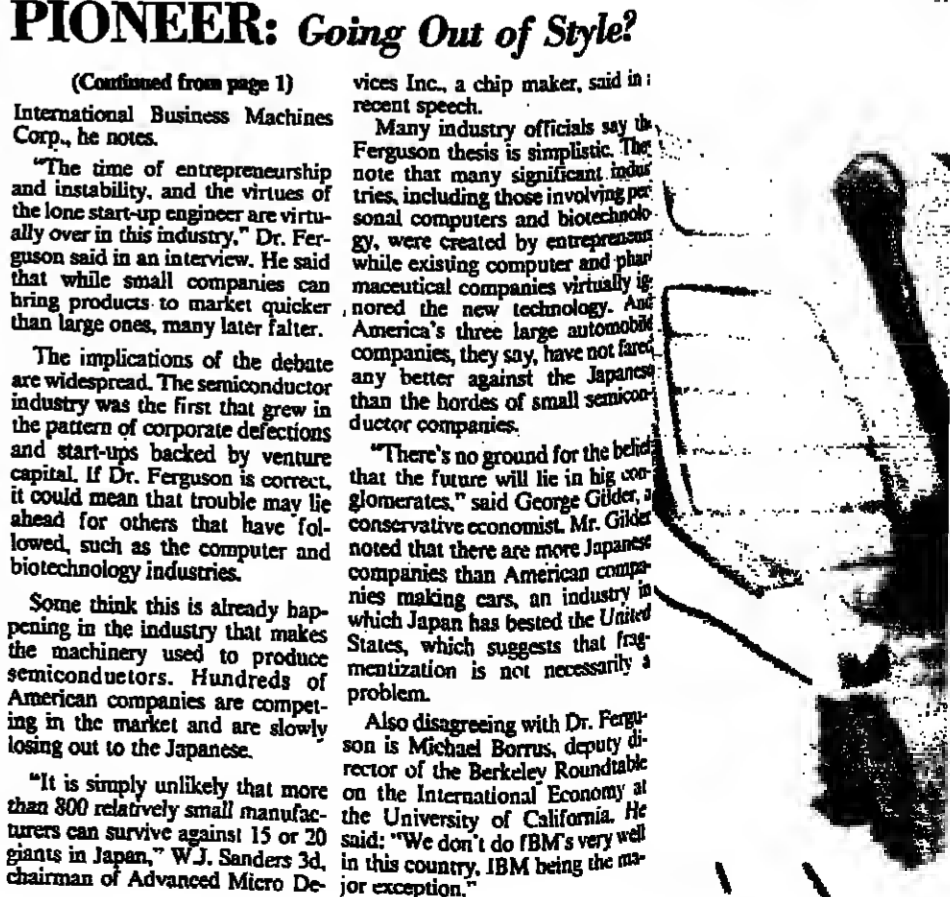 PIONEER: Going Out of Style?
(Continued from page 1)
International Business Machines
Corp., he notes.
"The time of entrepreneurship
and instability, and the virtues of
the lone start-up engineer are virtu-
ally over in this industry," Dr. Fer-
guson said in an interview. He said
that while small companies can
bring products to market quicker
than large ones, many later falter.
The implications of the debate
are widespread. The semiconductor
industry was the first that grew in
the pattern of corporate defections
and start-ups backed by venture
capital. If Dr. Ferguson is correct,
it could mean that trouble may lie
ahead for others that have fol-
lowed, such as the computer and
biotechnology industries.
Some think this is already hap-
pening in the industry that makes
the machinery used to produce
semiconductors. Hundreds of
American companies are compet-
ing in the market and are slowly
losing out to the Japanese.
"It is simply unlikely that more
than 800 relatively small manufac-
turers can survive against 15 or 20
giants in Japan," W.J. Sanders 3d,
chairman of Advanced Micro De-
vices Inc., a chip maker, said in
recent speech.
Many industry officials say the
Ferguson thesis is simplistic. They
note that many significant indus
tries, including those involving per
sonal computers and biotechnolo-
gy, were created by entrepreneurs
while existing computer and phar
maceutical companies virtually ig-
nored the new technology. And
America's three large automobile
companies, they say, have not fared
any better against the Japanese
than the hordes of small semicon-
ductor companies.
"There's no ground for the belief
that the future will lie in big con-
glomerates," said George Gilder, a
conservative economist. Mr. Gilder
noted that there are more Japanese
companies than American compa-
nies making cars, an industry in
which Japan has bested the United
States, which suggests that frag-
mentization is not necessarily a
problem.
Also disagreeing with Dr. Fergu-
son is Michael Borrus, deputy di-
rector of the Berkeley Roundtable
on the International Economy at
the University of California. He
said: "We don't do IBM's very well
in this country, IBM being the ma-
jor exception."